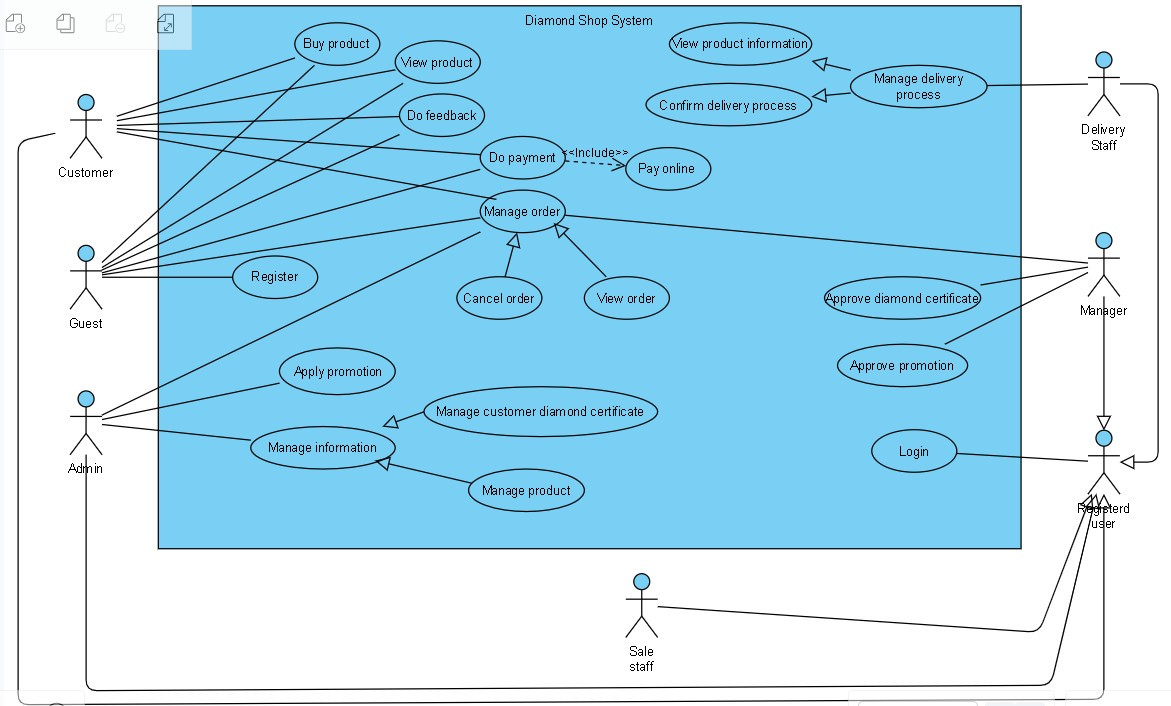 Diamond Shop System
Buy product
View product
View product information
Manage delivery
process
Confirm delivery process
Do feedback
Delivery
Staff
Customer
Do payment
<<Include>>
Pay online
Manage order
Register
Cancel order
View order
Approve diamond certificate
Manager
Guest
Apply promotion
Approve promotion
Manage customer diamond certificate
Manage information
Login
Admin
Manage product
Registerd
user
Sale
staff